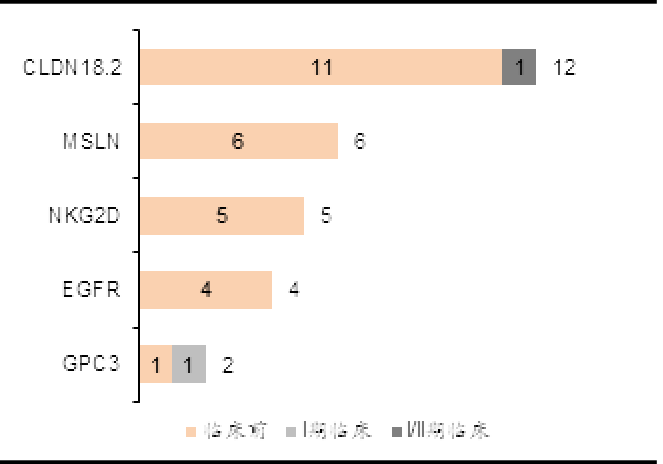 CLDN18.2 11 1 12
MSLN 6 6
NKG2D 5 5
EGFR 4 4
GPC3 1 1 2
临床前 I期临床 I/II期临床